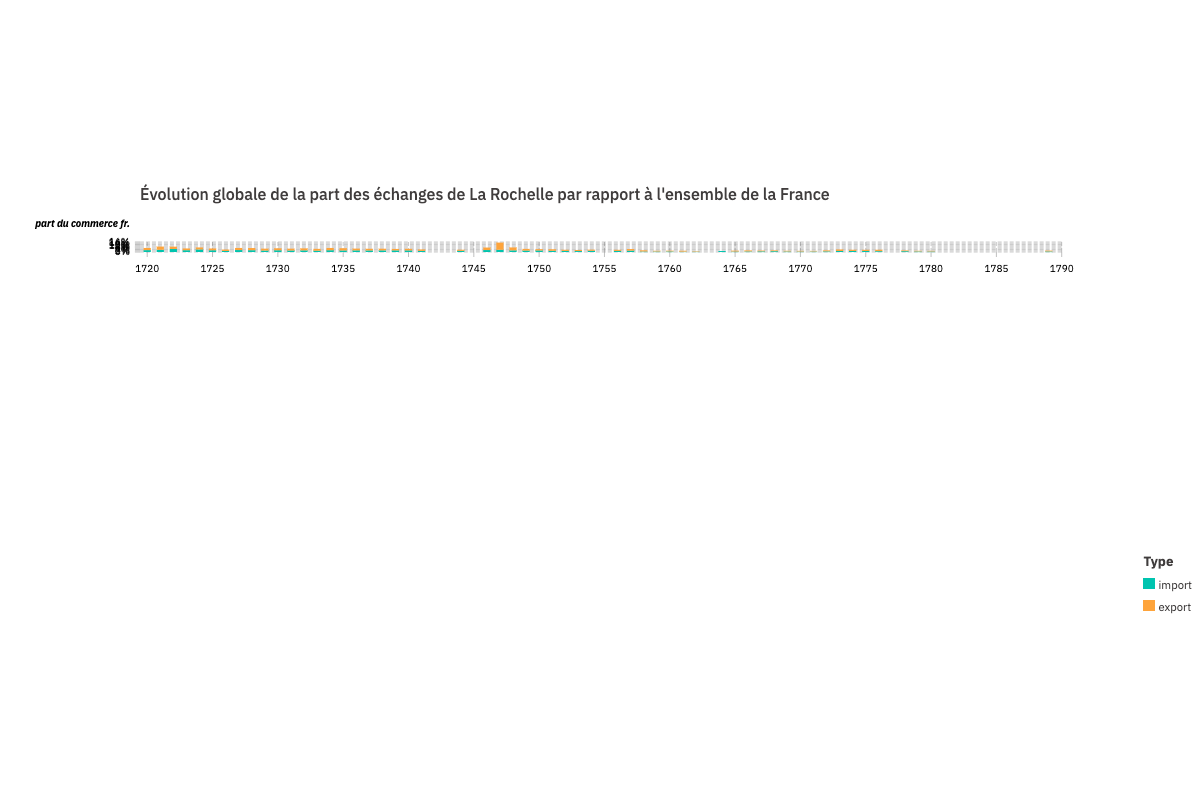 Évolution globale de la part des échanges de La Rochelle par rapport à l'ensemble de la France
part du commerce fr.
0%
1720 1725 1730 1735 1740 1745 1750 1755 1760 1765 1770 1775 1780 1785 1790
Type
import
export